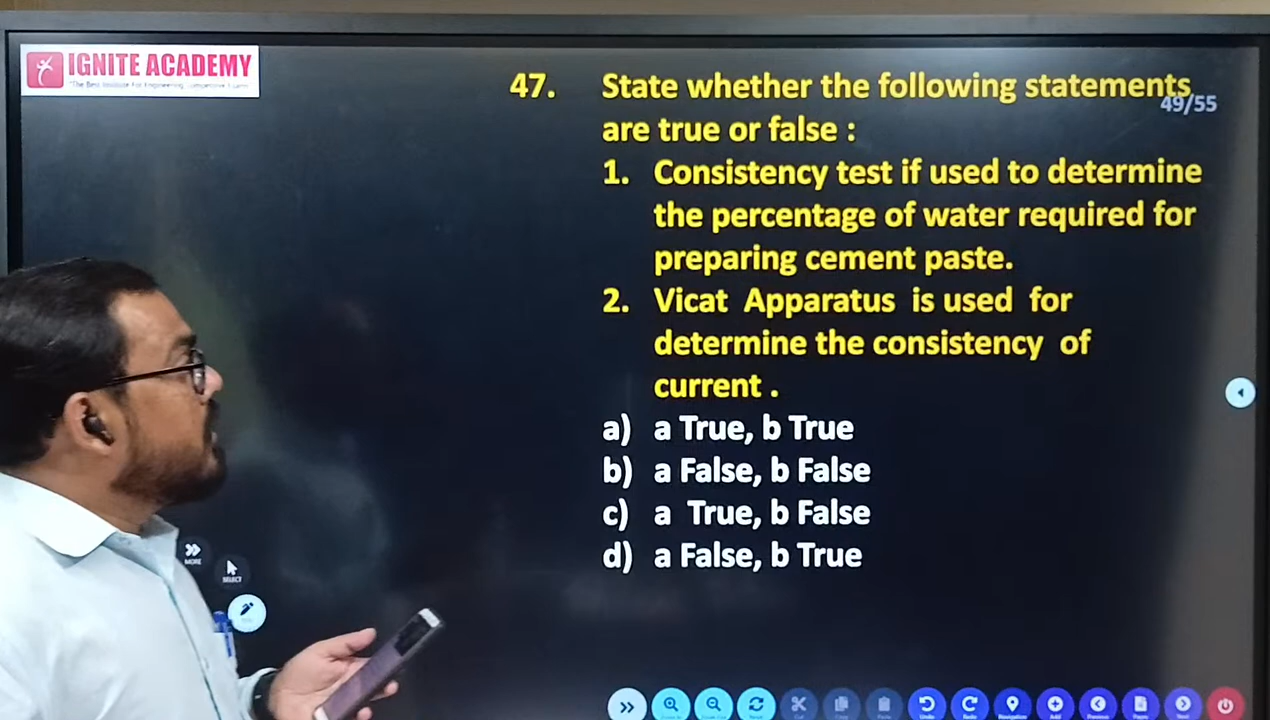 IGNITE ACADEMY
47. State whether the following statements
49/55
are true or false :
1. Consistency test if used to determine
the percentage of water required for
preparing cement paste.
2. Vicat Apparatus is used for
determine the consistency of
current .
a) a True, b True
b) a False, b False
c) a True, b False
d) a False, b True
MORE
SELECT